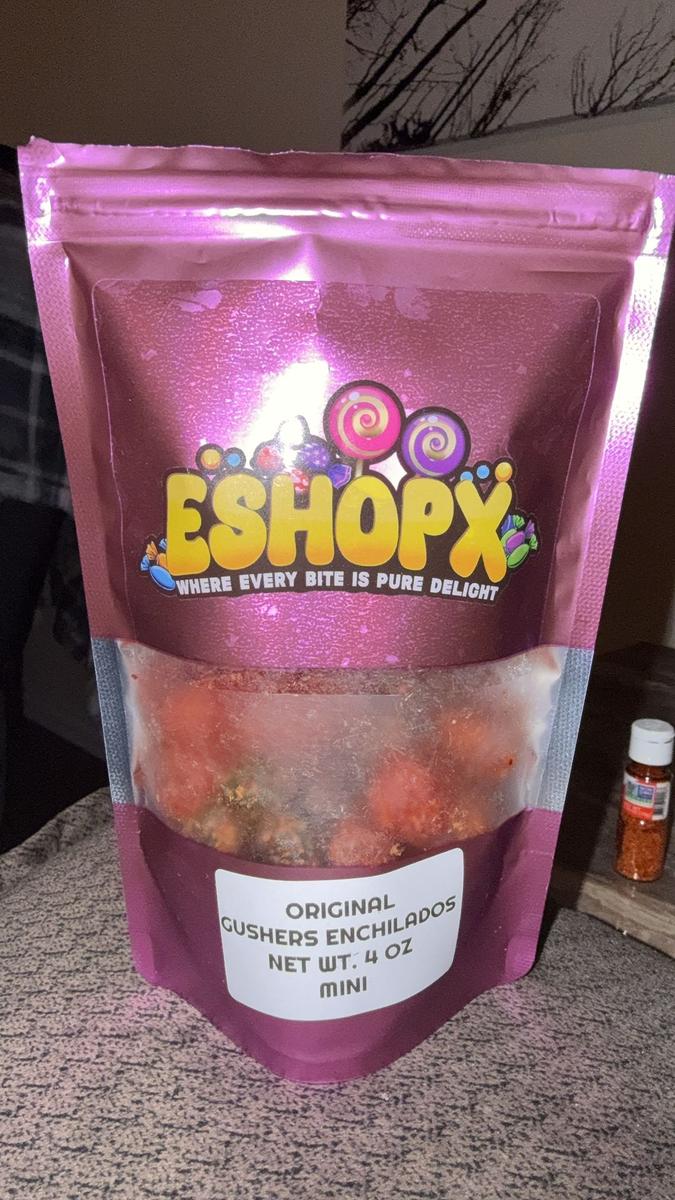 ESHOPX
WHERE EVERY BITE IS PURE DELIGHT
ORIGINAL
GUSHERS ENCHILADOS
NET WT. 4 OZ
MINI